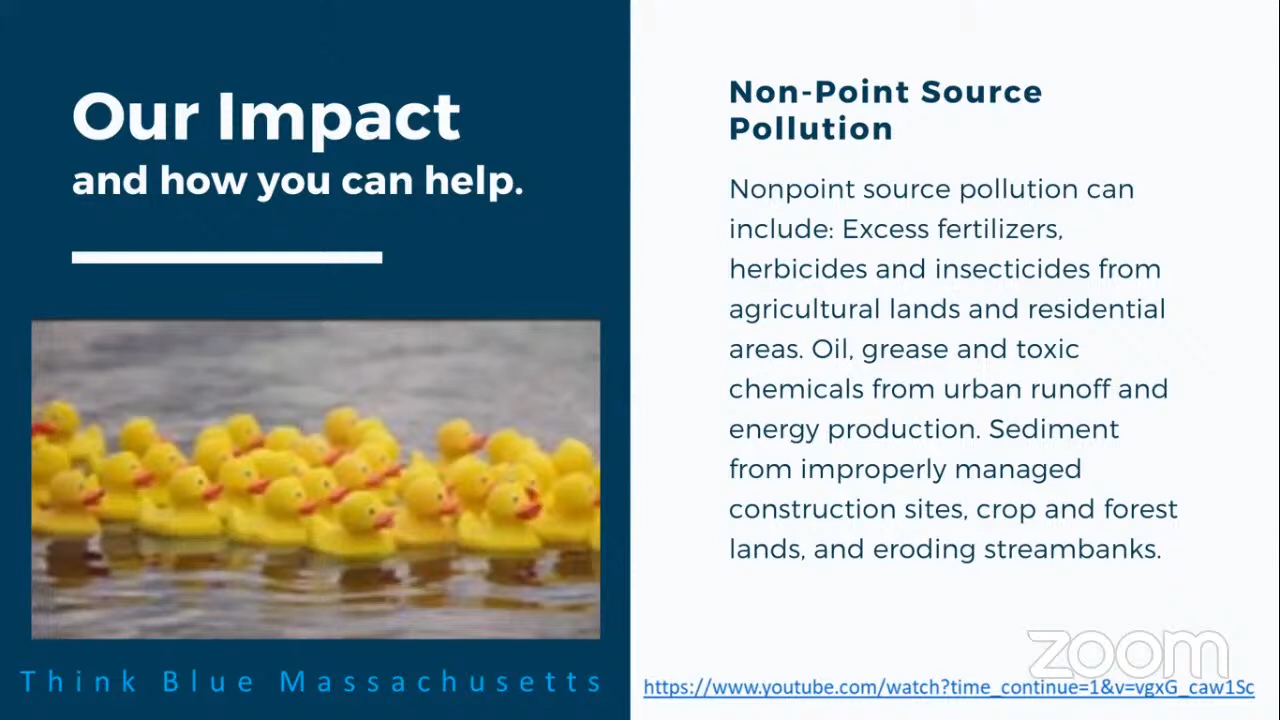 Our Impact
and how you can help.
Think Blue Massachusetts
Non-Point Source
Pollution
Nonpoint source pollution can
include: Excess fertilizers,
herbicides and insecticides from
agricultural lands and residential
areas. Oil, grease and toxic
chemicals from urban runoff and
energy production. Sediment
from improperly managed
construction sites, crop and forest
lands, and eroding streambanks.
zoom
https://www.youtube.com/watch?time_continue=1&v=vgxG_caw1Sc